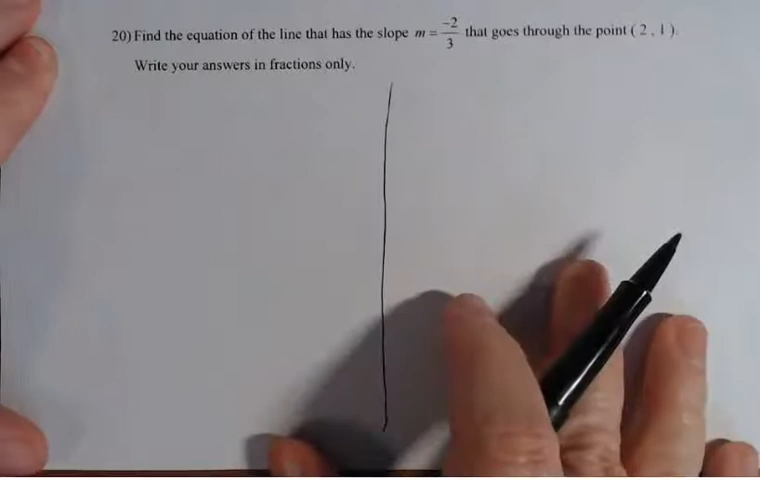 20) Find the equation of the line that has the slope m = -2/3 that goes through the point ( 2 , 1 ).
Write your answers in fractions only.